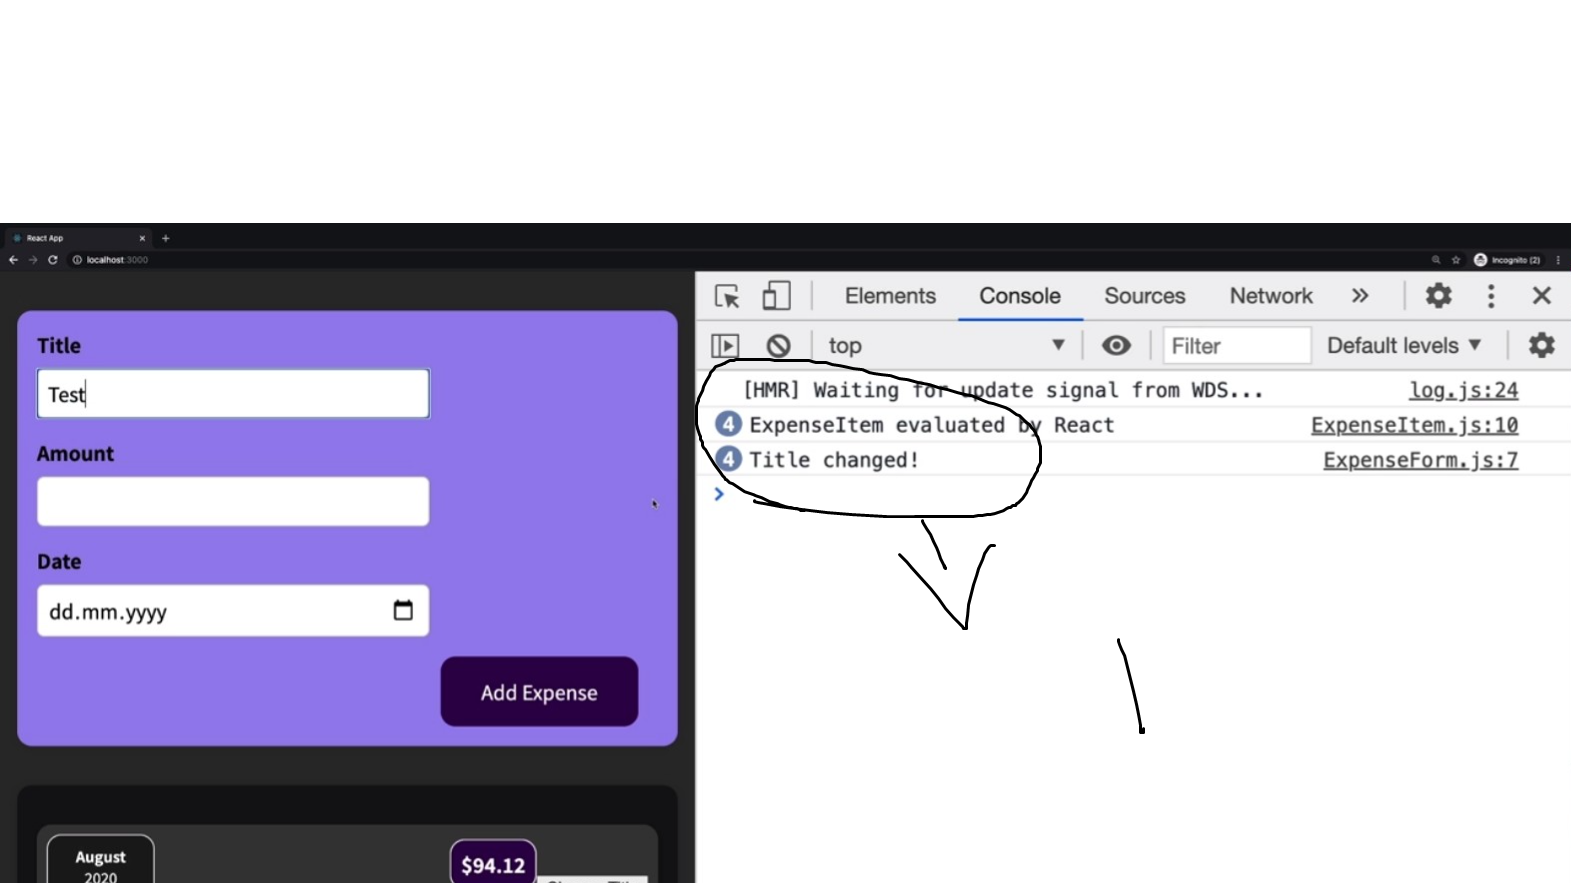 React App
localhost:3000
Incognito (2)
Elements Console Sources Network
top Filter Default levels
[HMR] Waiting for update signal from WDS... log.js:24
4 ExpenseItem evaluated by React ExpenseItem.js:10
4 Title changed! ExpenseForm.js:7
Title
Test
Amount
Date
dd.mm.yyyy
Add Expense
August
2020
$94.12